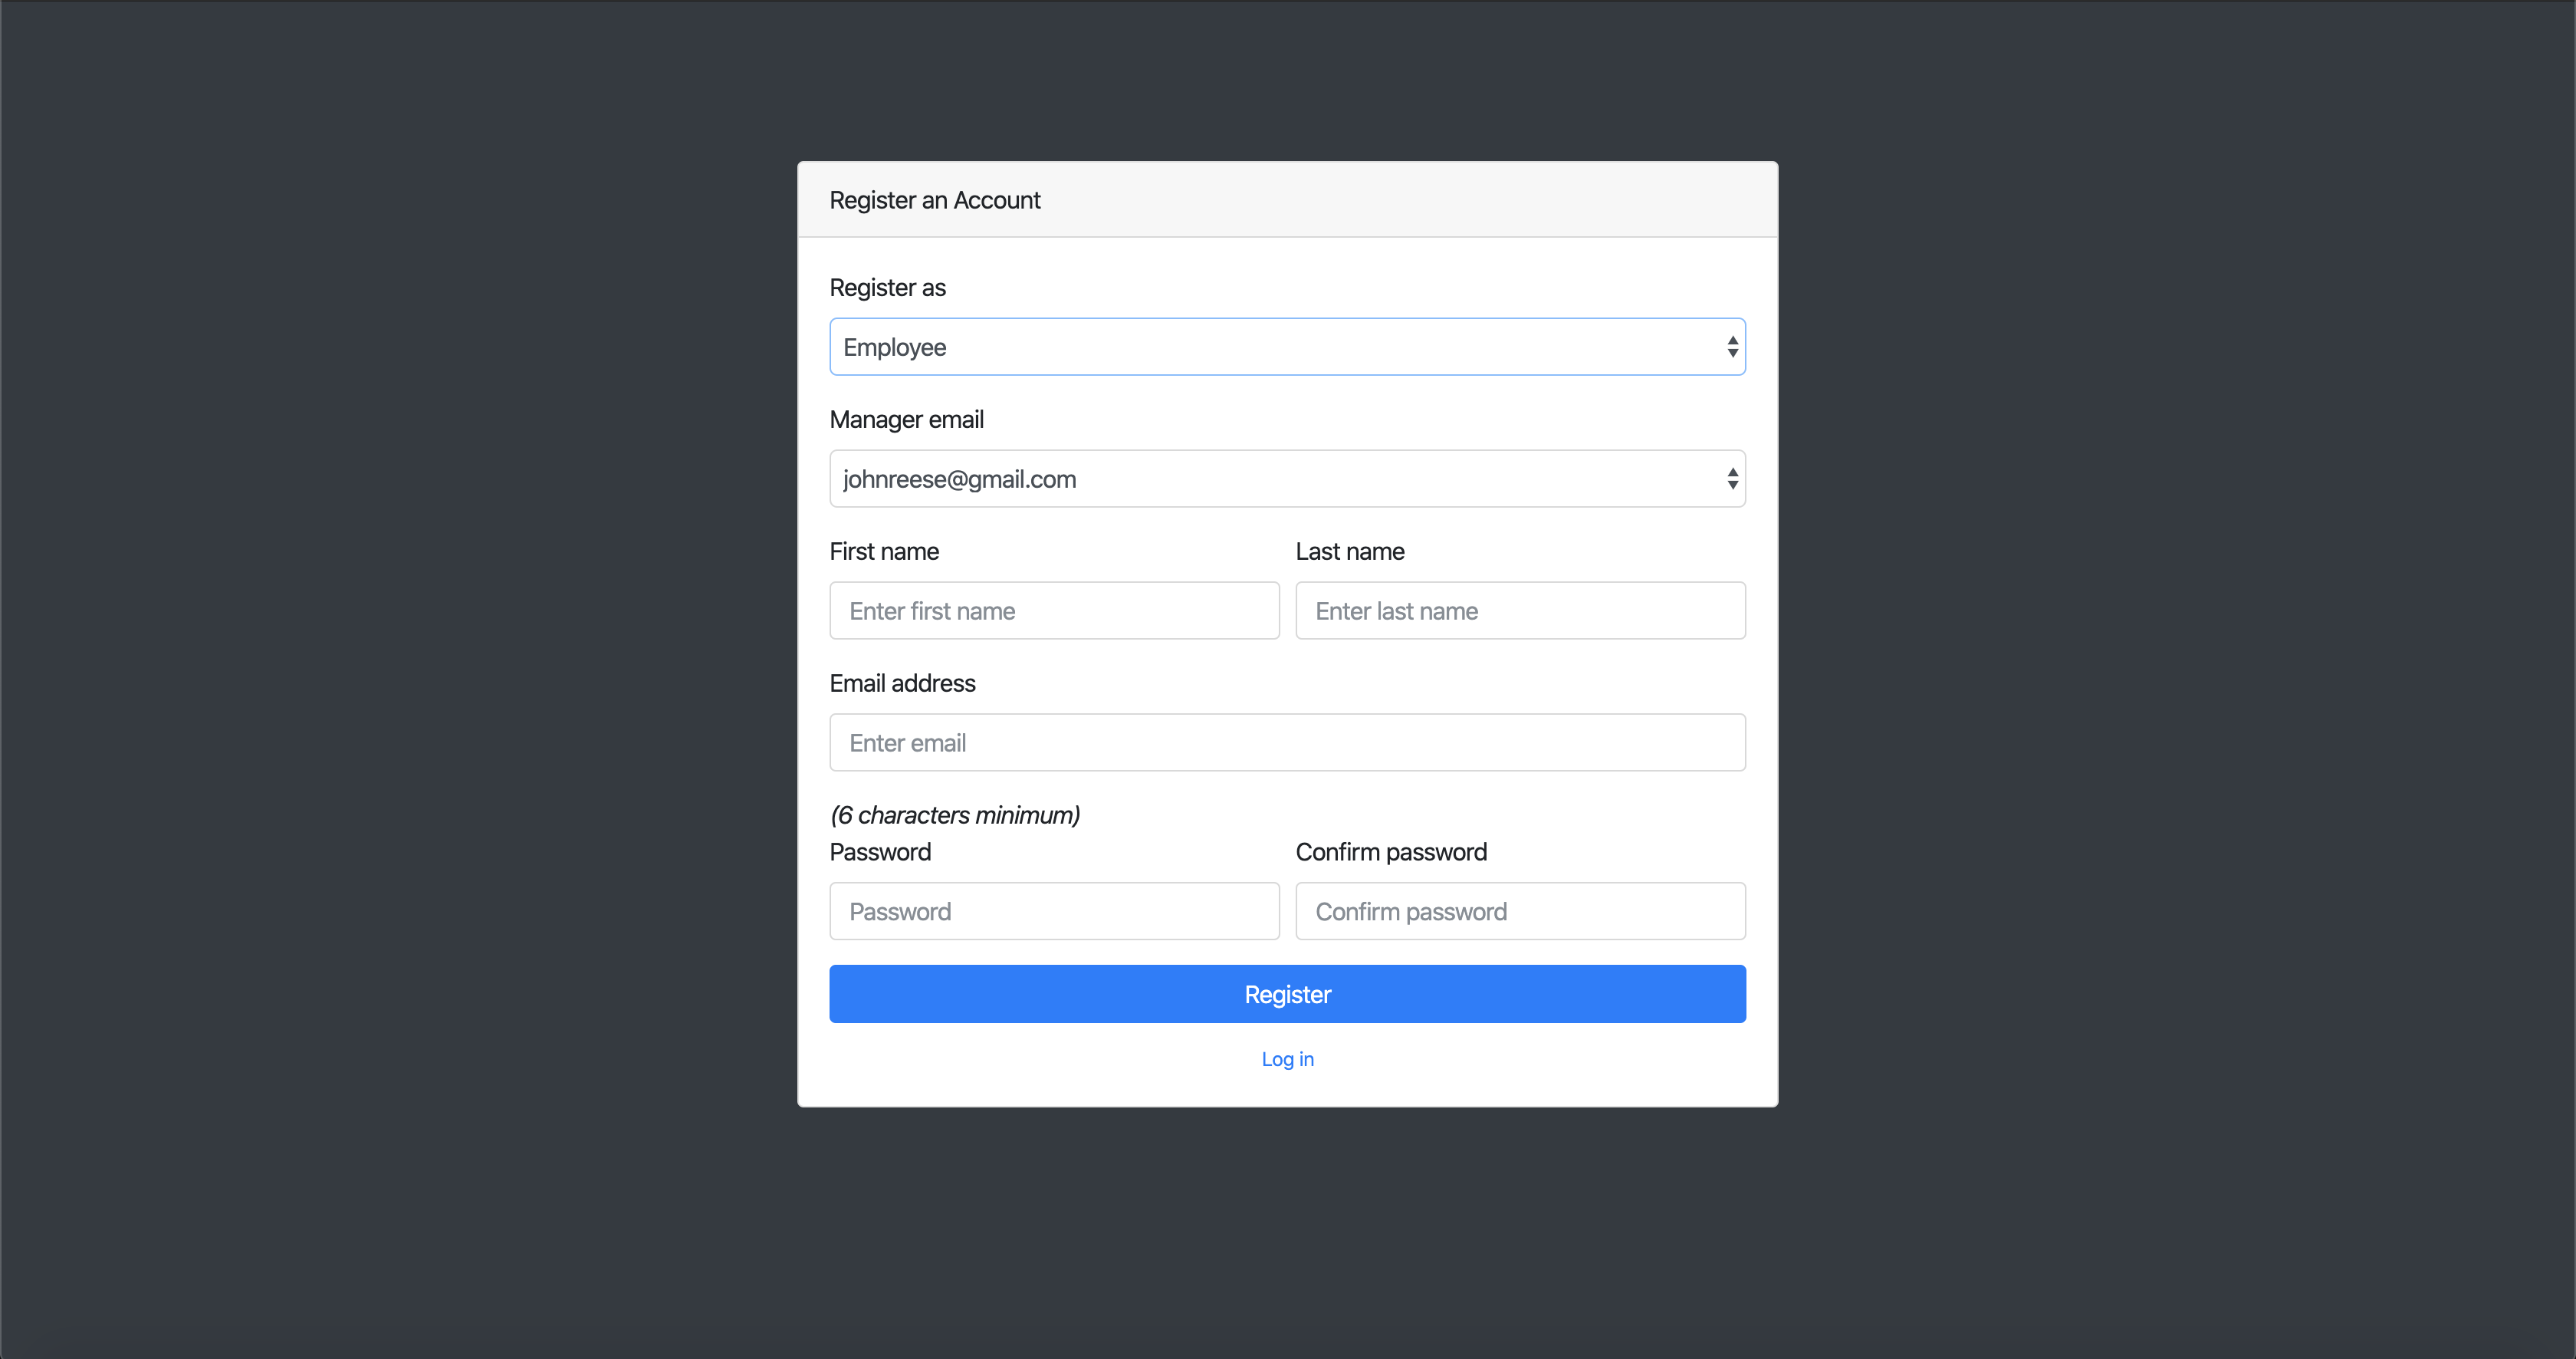 Register an Account
Register as
Employee
Manager email
johnreese@gmail.com
First name Last name
Enter first name Enter last name
Email address
Enter email
(6 characters minimum)
Password Confirm password
Password Confirm password
Register
Log in